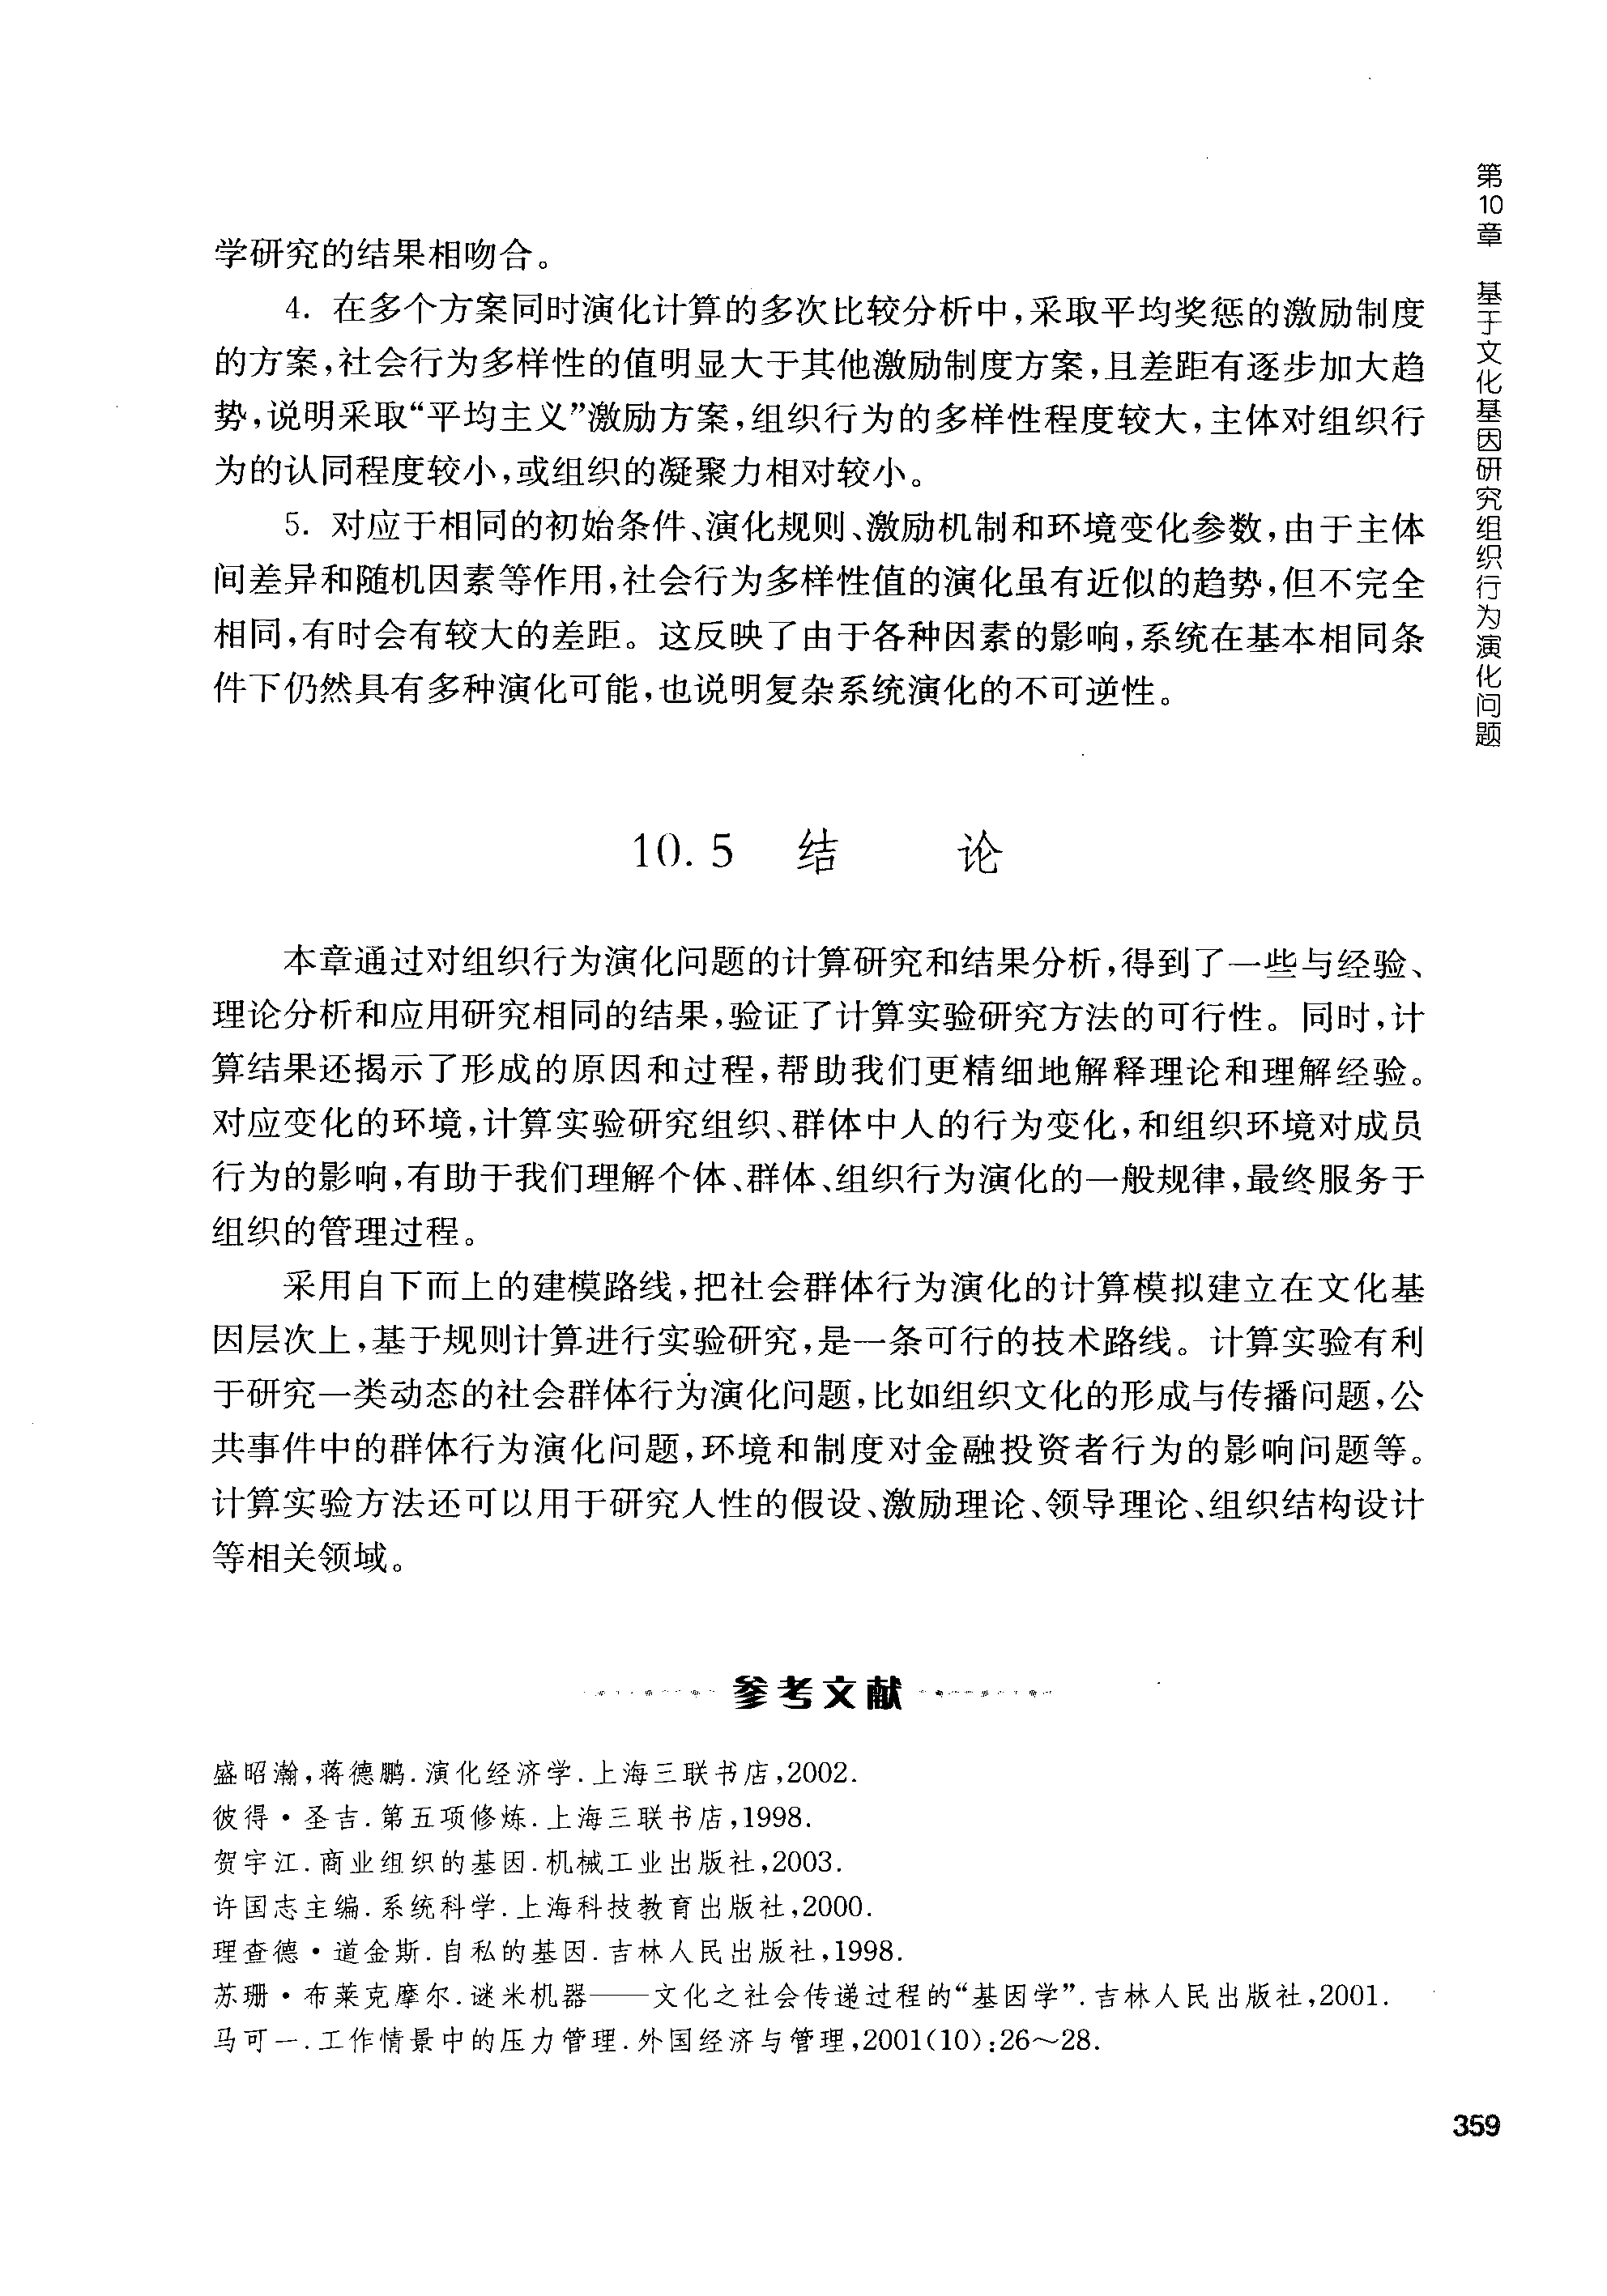 学研究的结果相吻合。
4. 在多个方案同时演化计算的多次比较分析中,采取平均奖惩的激励制度
的方案,社会行为多样性的值明显大于其他激励制度方案,且差距有逐步加大趋
势,说明采取“平均主义”激励方案,组织行为的多样性程度较大,主体对组织行
为的认同程度较小,或组织的凝聚力相对较小。
5. 对应于相同的初始条件、演化规则、激励机制和环境变化参数,由于主体
间差异和随机因素等作用,社会行为多样性值的演化虽有近似的趋势,但不完全
相同,有时会有较大的差距。这反映了由于各种因素的影响,系统在基本相同条
件下仍然具有多种演化可能,也说明复杂系统演化的不可逆性。
10.5 结 论
本章通过对组织行为演化问题的计算研究和结果分析,得到了一些与经验、
理论分析和应用研究相同的结果,验证了计算实验研究方法的可行性。同时,计
算结果还揭示了形成的原因和过程,帮助我们更精细地解释理论和理解经验。
对应变化的环境,计算实验研究组织、群体中人的行为变化,和组织环境对成员
行为的影响,有助于我们理解个体、群体、组织行为演化的一般规律,最终服务于
组织的管理过程。
采用自下而上的建模路线,把社会群体行为演化的计算模拟建立在文化基
因层次上,基于规则计算进行实验研究,是一条可行的技术路线。计算实验有利
于研究一类动态的社会群体行为演化问题,比如组织文化的形成与传播问题,公
共事件中的群体行为演化问题,环境和制度对金融投资者行为的影响问题等。
计算实验方法还可以用于研究人性的假设、激励理论、领导理论、组织结构设计
等相关领域。
参考文献
盛昭瀚,蒋德鹏.演化经济学.上海三联书店,2002.
彼得·圣吉.第五项修炼.上海三联书店,1998.
贺宇江.商业组织的基因.机械工业出版社,2003.
许国志主编.系统科学.上海科技教育出版社,2000.
理查德·道金斯.自私的基因.吉林人民出版社,1998.
苏珊·布莱克摩尔.谜米机器——文化之社会传递过程的“基因学”.吉林人民出版社,2001.
马可一.工作情景中的压力管理.外国经济与管理,2001(10):26～28.
第10章 基于文化基因研究组织行为演化问题
359